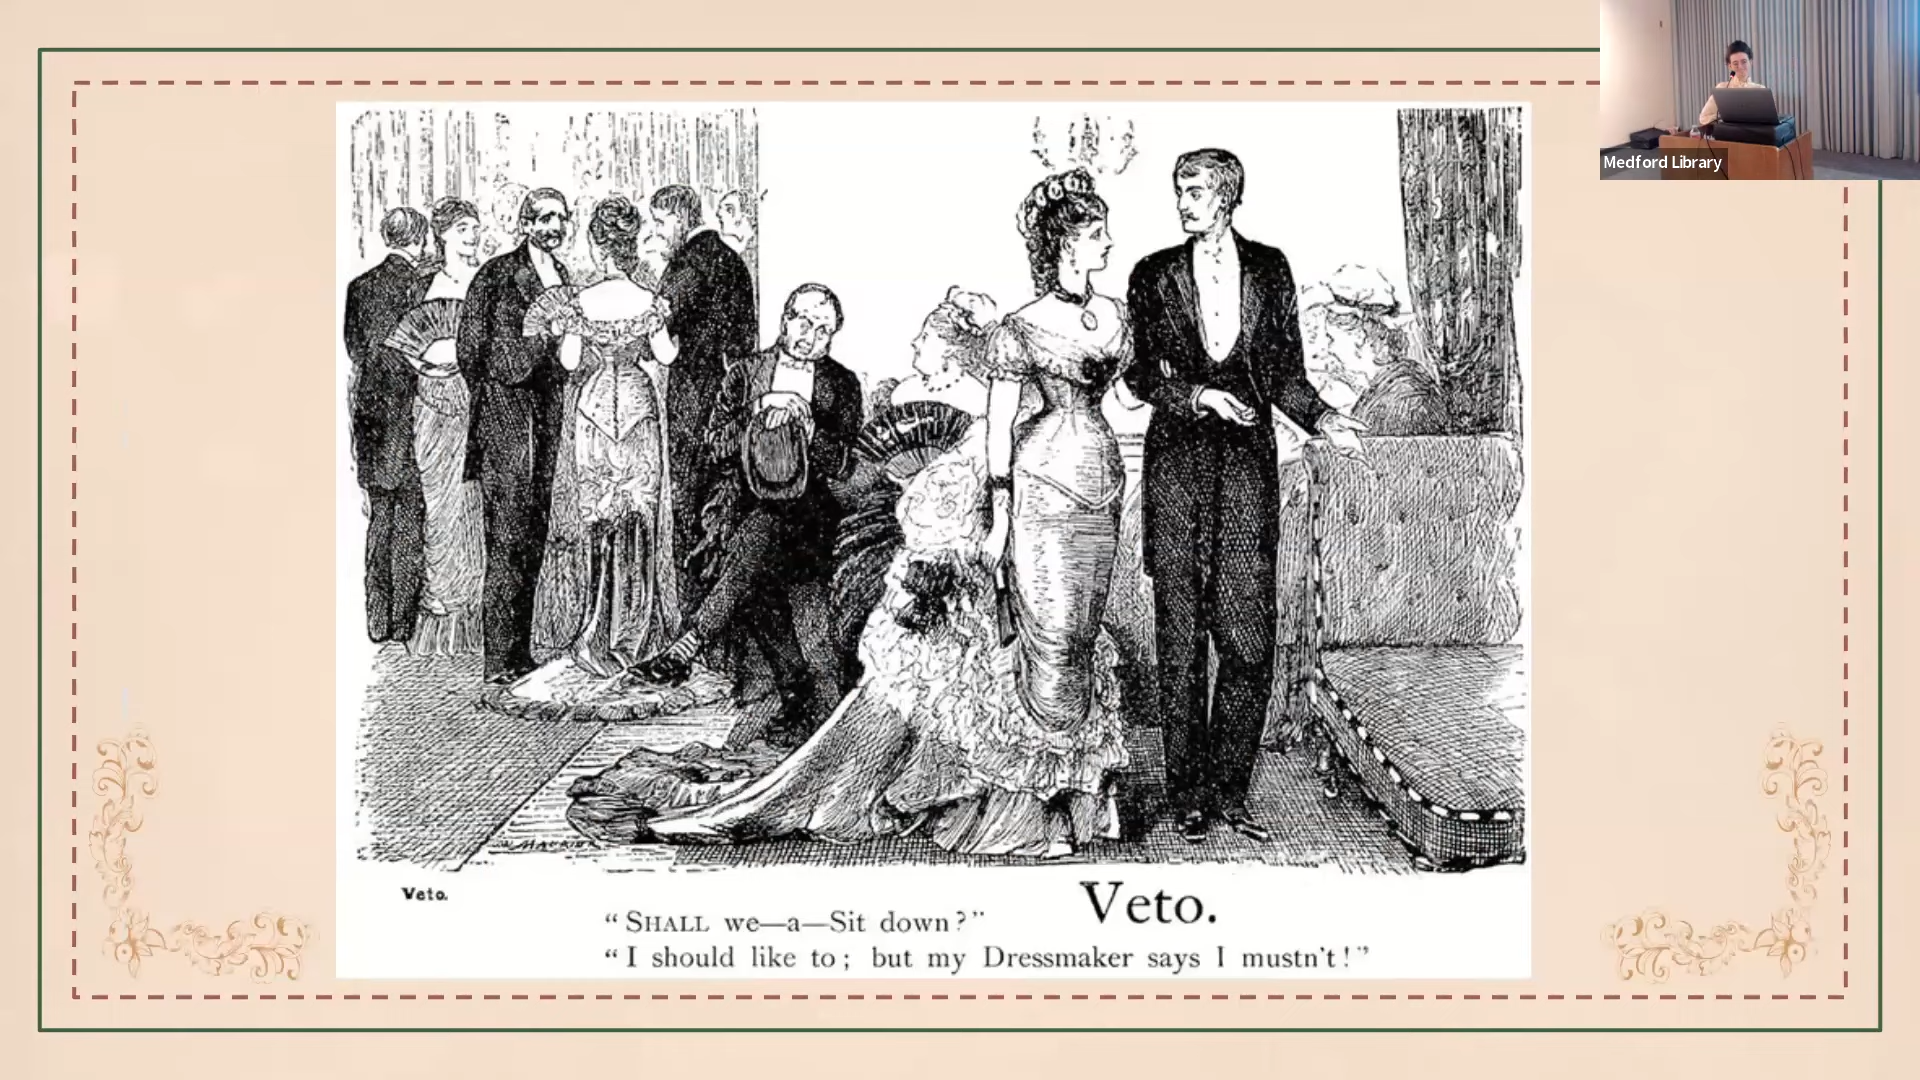 Medford Library
Veto.
Veto.
“SHALL we—a—Sit down?”
“I should like to; but my Dressmaker says I mustn't!”